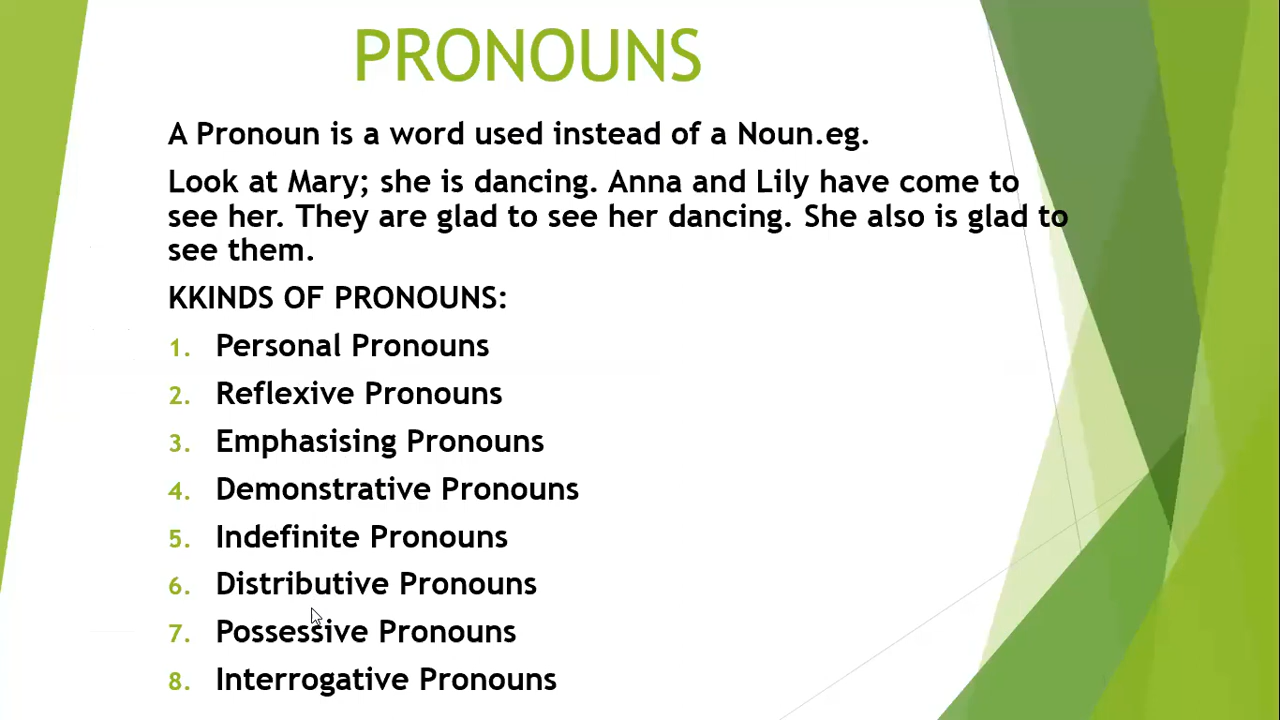 PRONOUNS
A Pronoun is a word used instead of a Noun.eg.
Look at Mary; she is dancing. Anna and Lily have come to
see her. They are glad to see her dancing. She also is glad to
see them.
KKINDS OF PRONOUNS:
1. Personal Pronouns
2. Reflexive Pronouns
3. Emphasising Pronouns
4. Demonstrative Pronouns
5. Indefinite Pronouns
6. Distributive Pronouns
7. Possessive Pronouns
8. Interrogative Pronouns